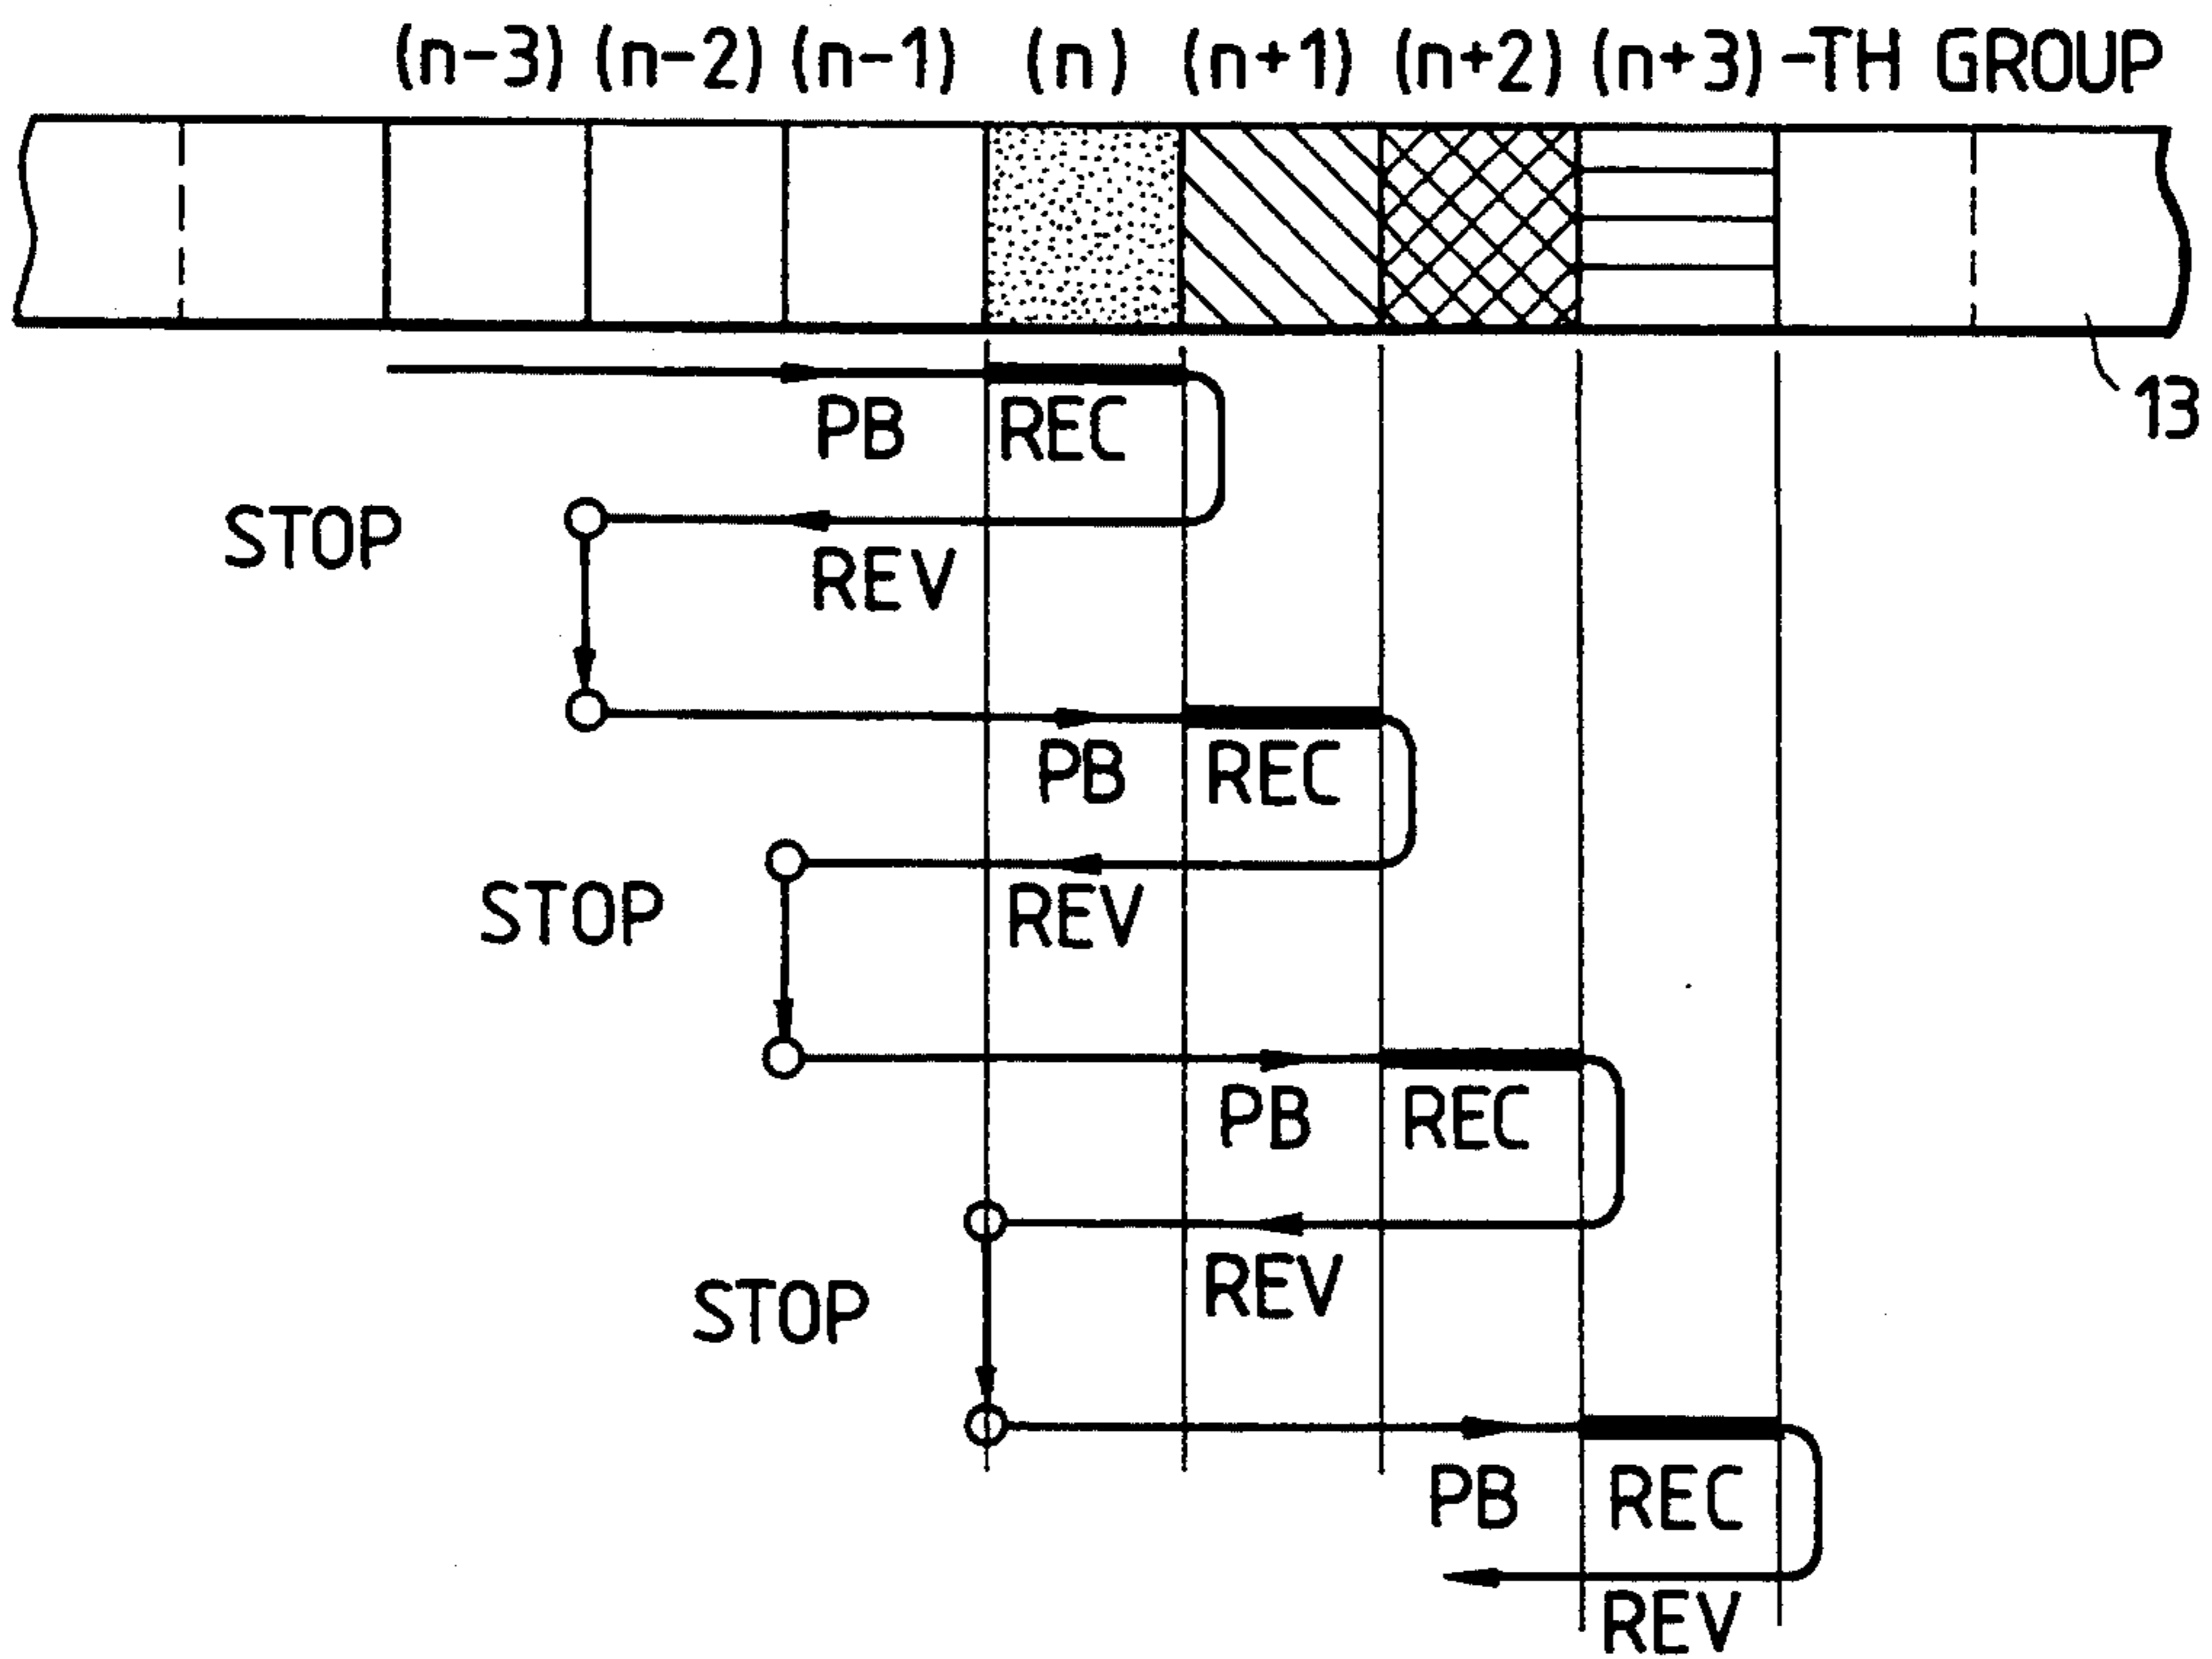 (n-3) (n-2) (n-1) (n) (n+1) (n+2) (n+3) -TH GROUP
13
PB REC
STOP
REV
PB REC
STOP
REV
PB REC
STOP
REV
PB REC
REV